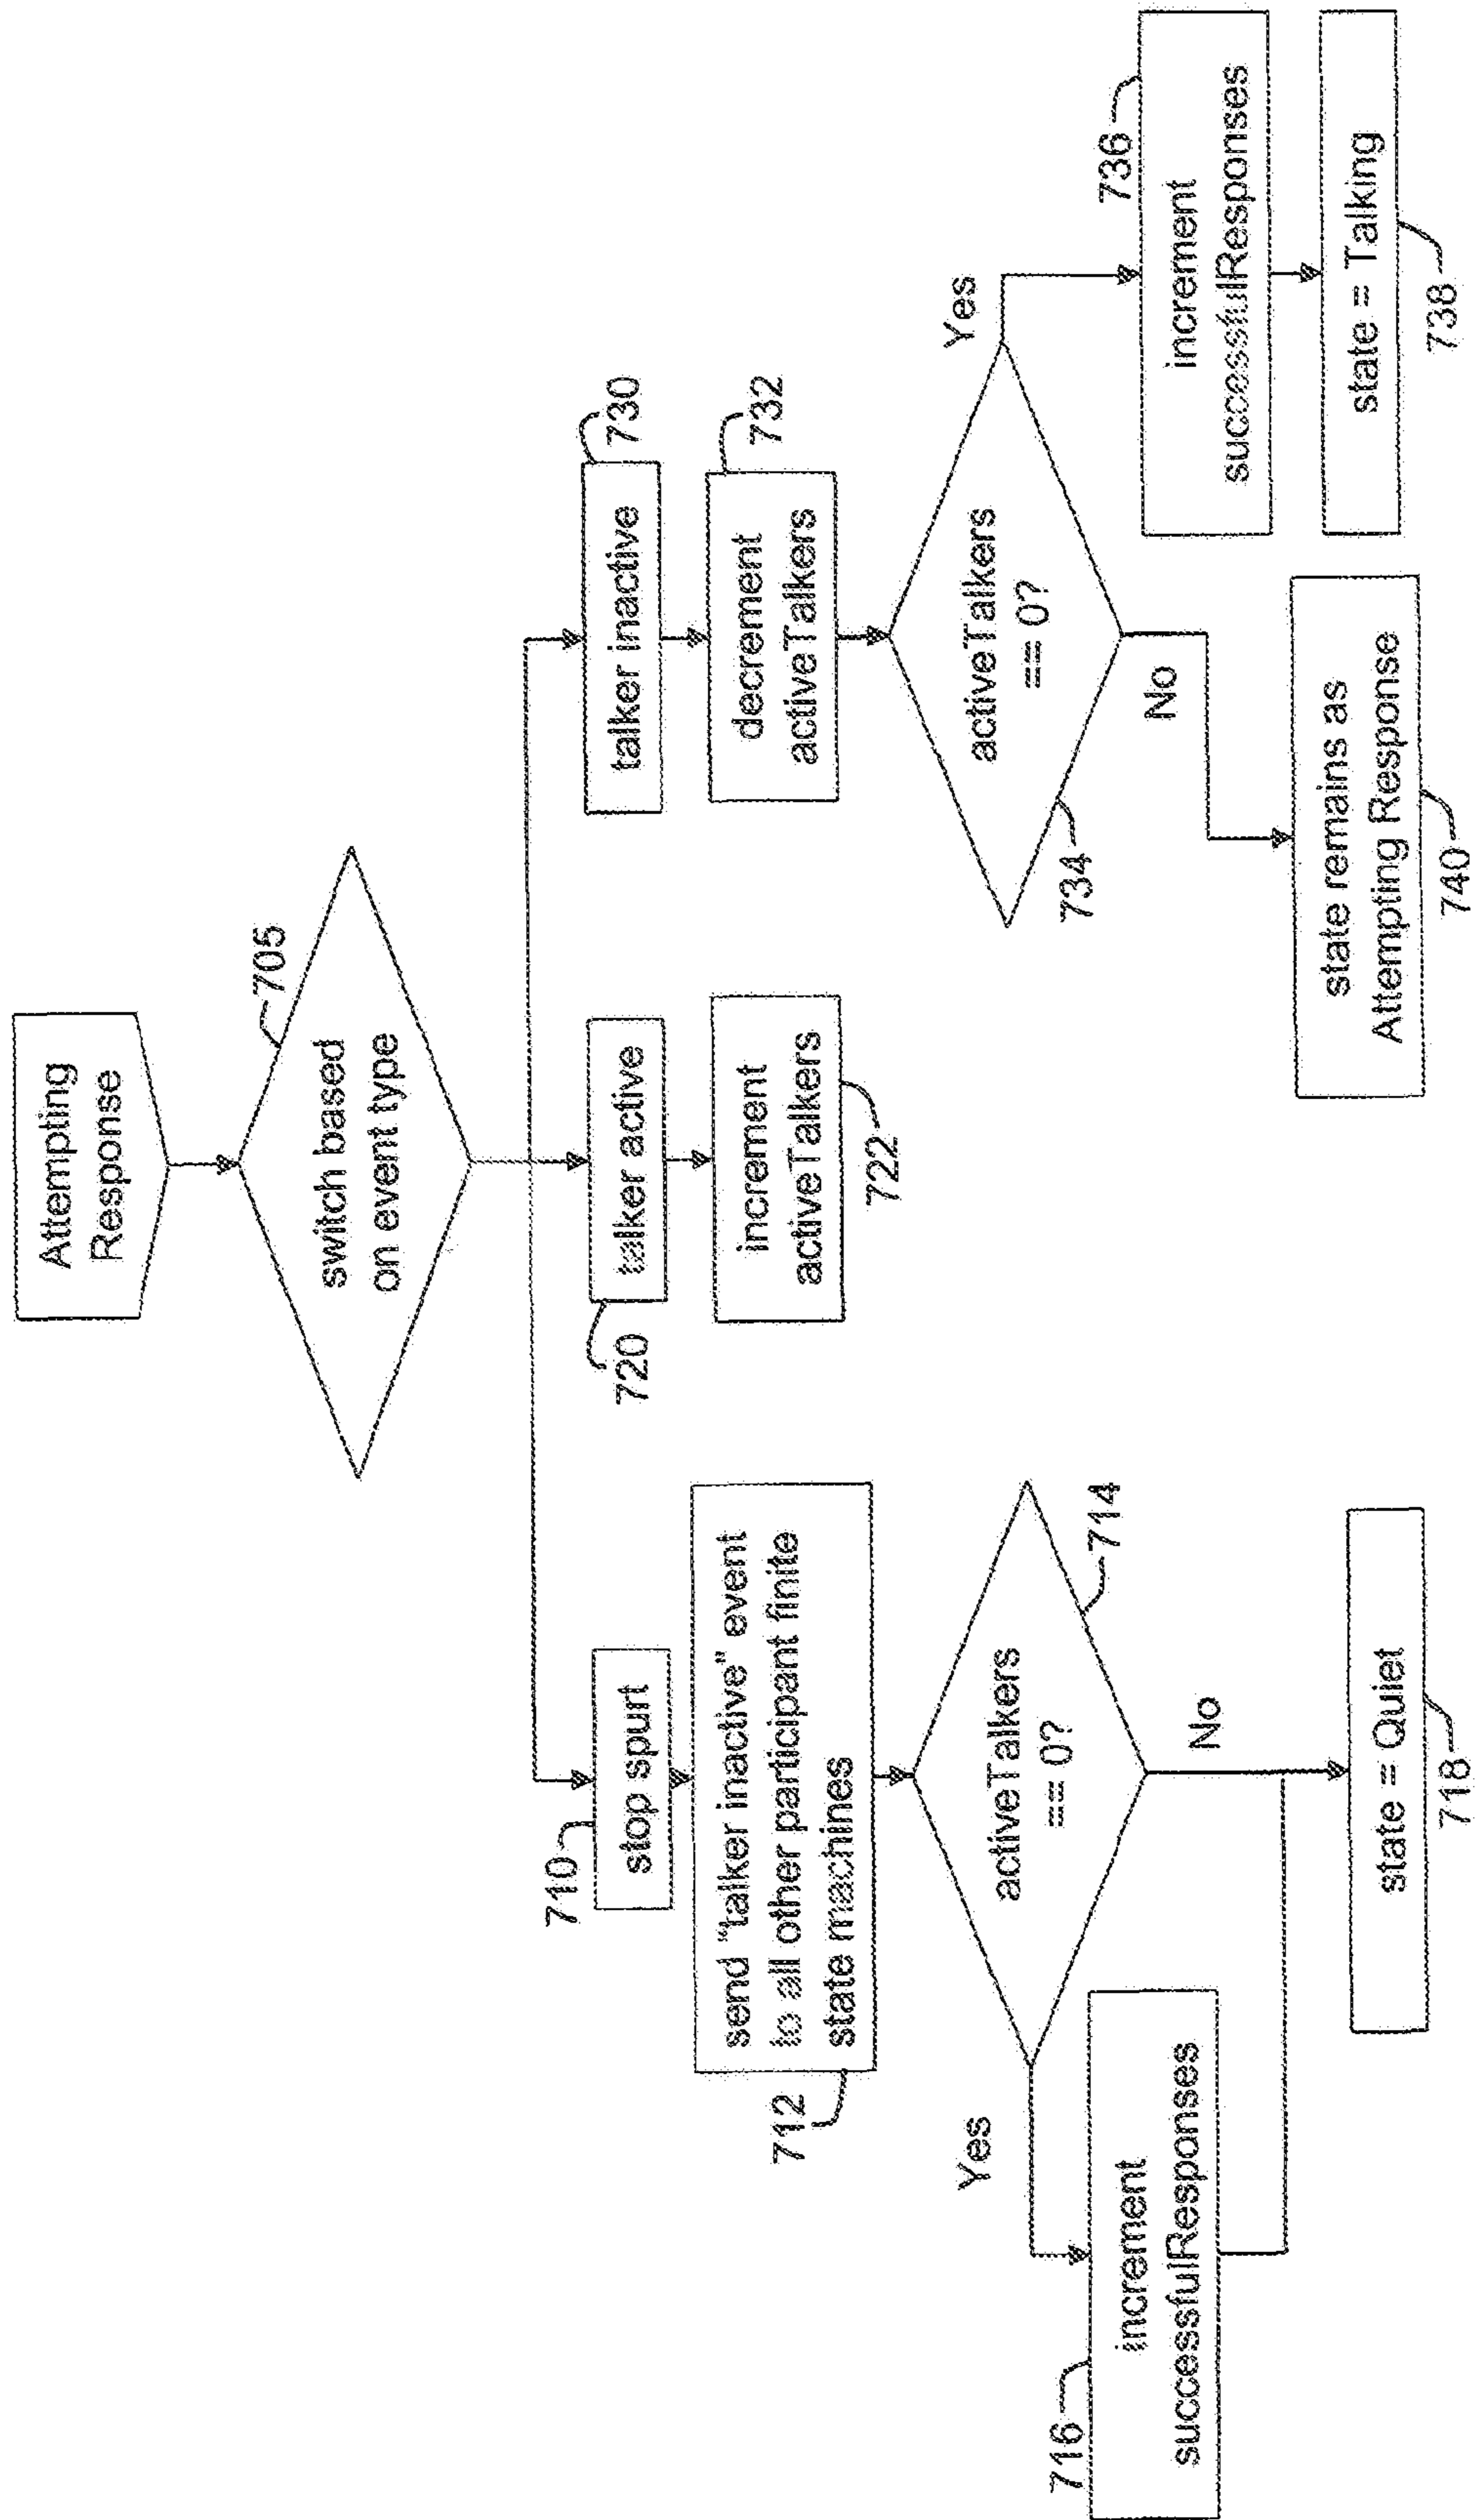 Attempting
Response
705
switch based
on event type
710
stop spurt
712
send "talker inactive" event
to all other participant finite
state machines
714
activeTalkers
== 0?
Yes
No
716
increment
successfulResponses
state = Quiet
718
720
talker active
increment
activeTalkers
722
730
talker inactive
732
decrement
activeTalkers
734
activeTalkers
== 0?
Yes
No
736
increment
successfulResponses
state = Talking
738
state remains as
Attempting Response
740